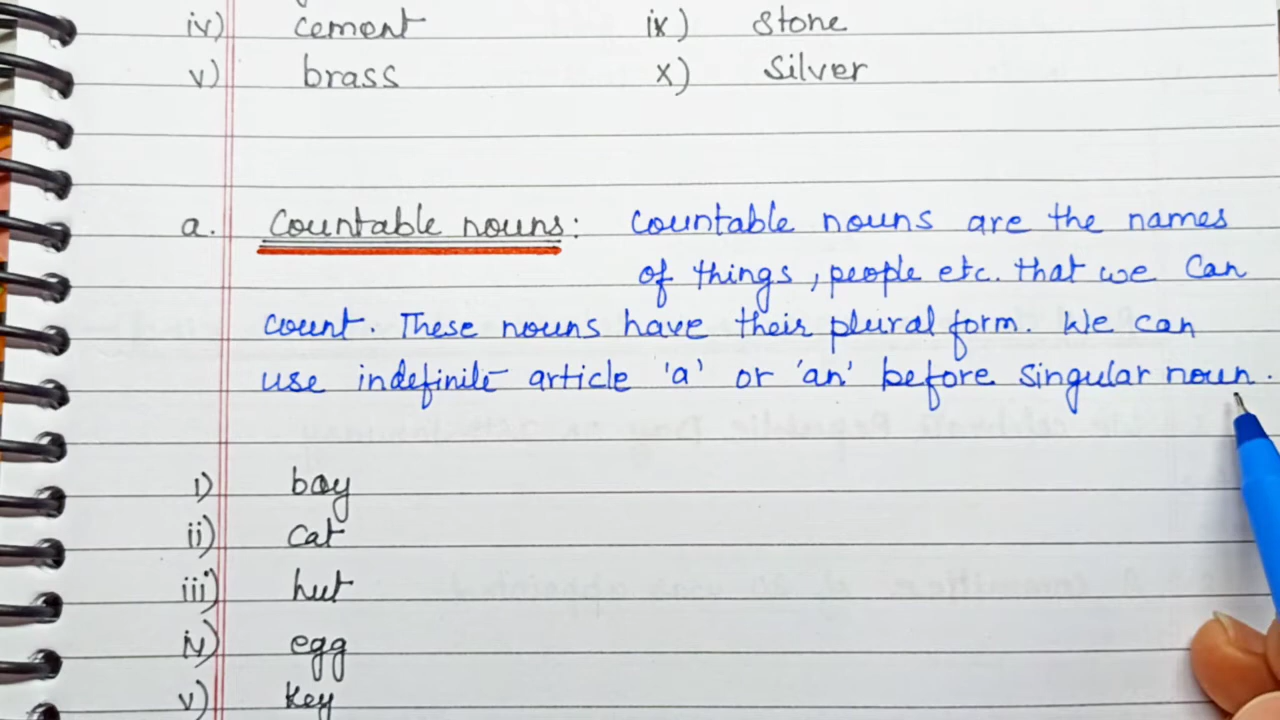 iv) cement ix) stone
v) brass x) silver
a. Countable nouns: Countable nouns are the names
of things, people etc. that we can
count. These nouns have their plural form. We can
use indefinite article 'a' or 'an' before singular noun.
i) boy
ii) cat
iii) hut
iv) egg
v) key